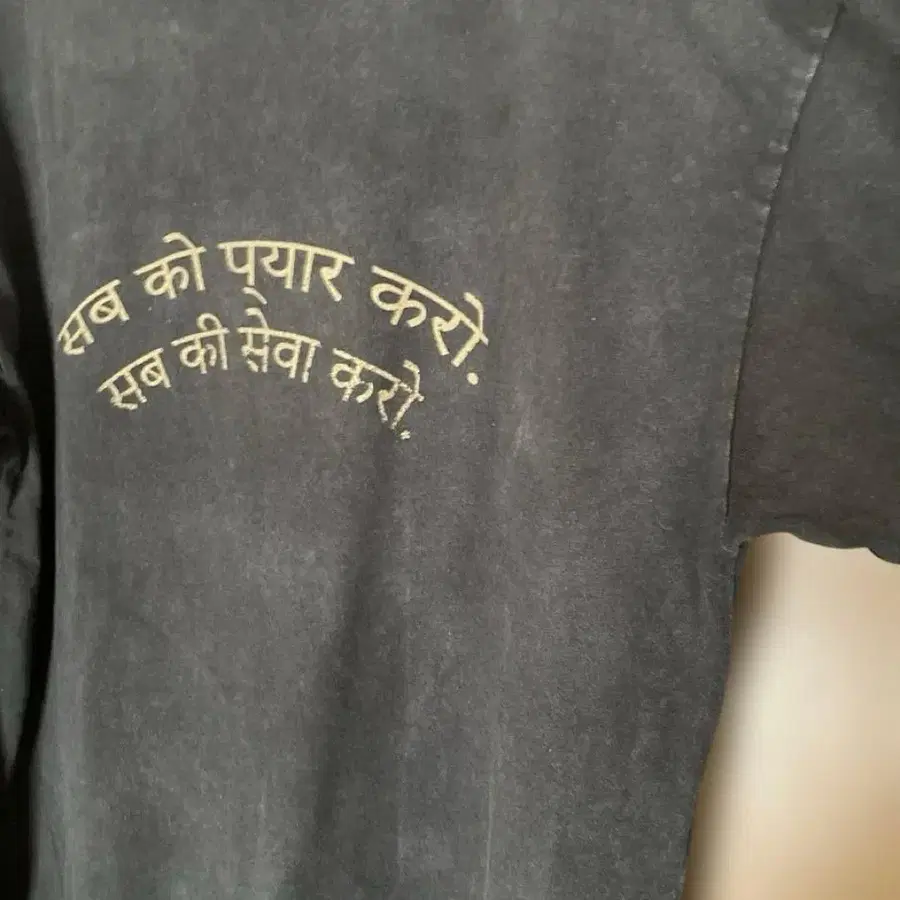 सब को प्‌यार करो.
सब की सेवा करो.